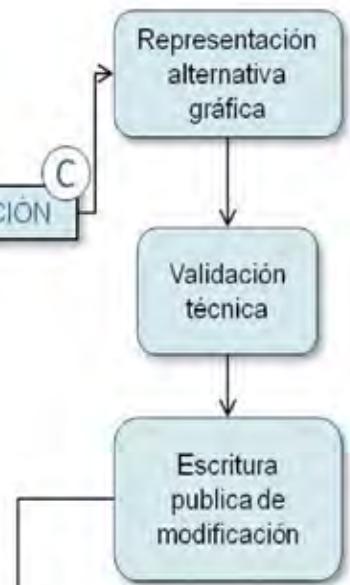 Representación
alternativa
gráfica
C
CIÓN
Validación
técnica
Escritura
publica de
modificación